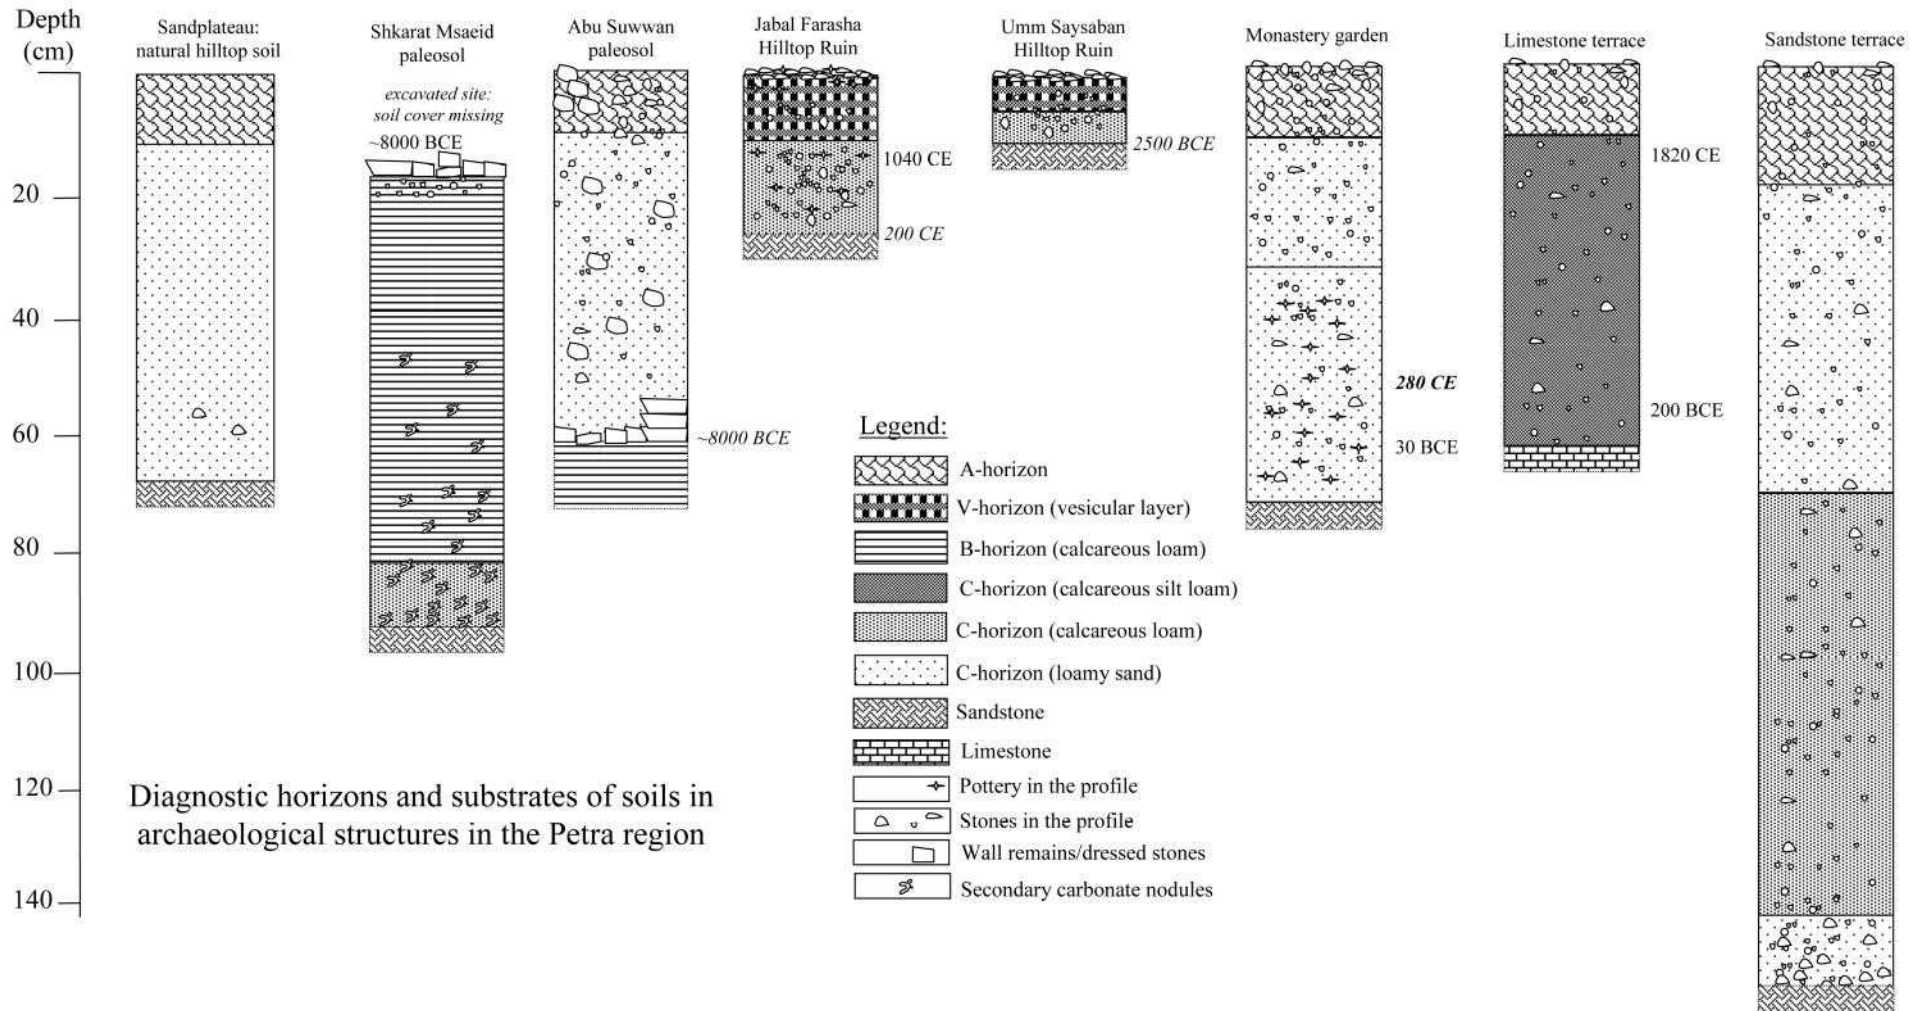 Depth
(cm)
20
40
60
80
100
120
140
Sandplateau:
natural hilltop soil
Shkarat Msaeid
paleosol
excavated site:
soil cover missing
~8000 BCE
Abu Suwwan
paleosol
~8000 BCE
Jabal Farasha
Hilltop Ruin
1040 CE
200 CE
Umm Saysaban
Hilltop Ruin
2500 BCE
Monastery garden
280 CE
30 BCE
Limestone terrace
1820 CE
200 BCE
Sandstone terrace
Legend:
A-horizon
V-horizon (vesicular layer)
B-horizon (calcareous loam)
C-horizon (calcareous silt loam)
C-horizon (calcareous loam)
C-horizon (loamy sand)
Sandstone
Limestone
Pottery in the profile
Stones in the profile
Wall remains/dressed stones
Secondary carbonate nodules
Diagnostic horizons and substrates of soils in
archaeological structures in the Petra region